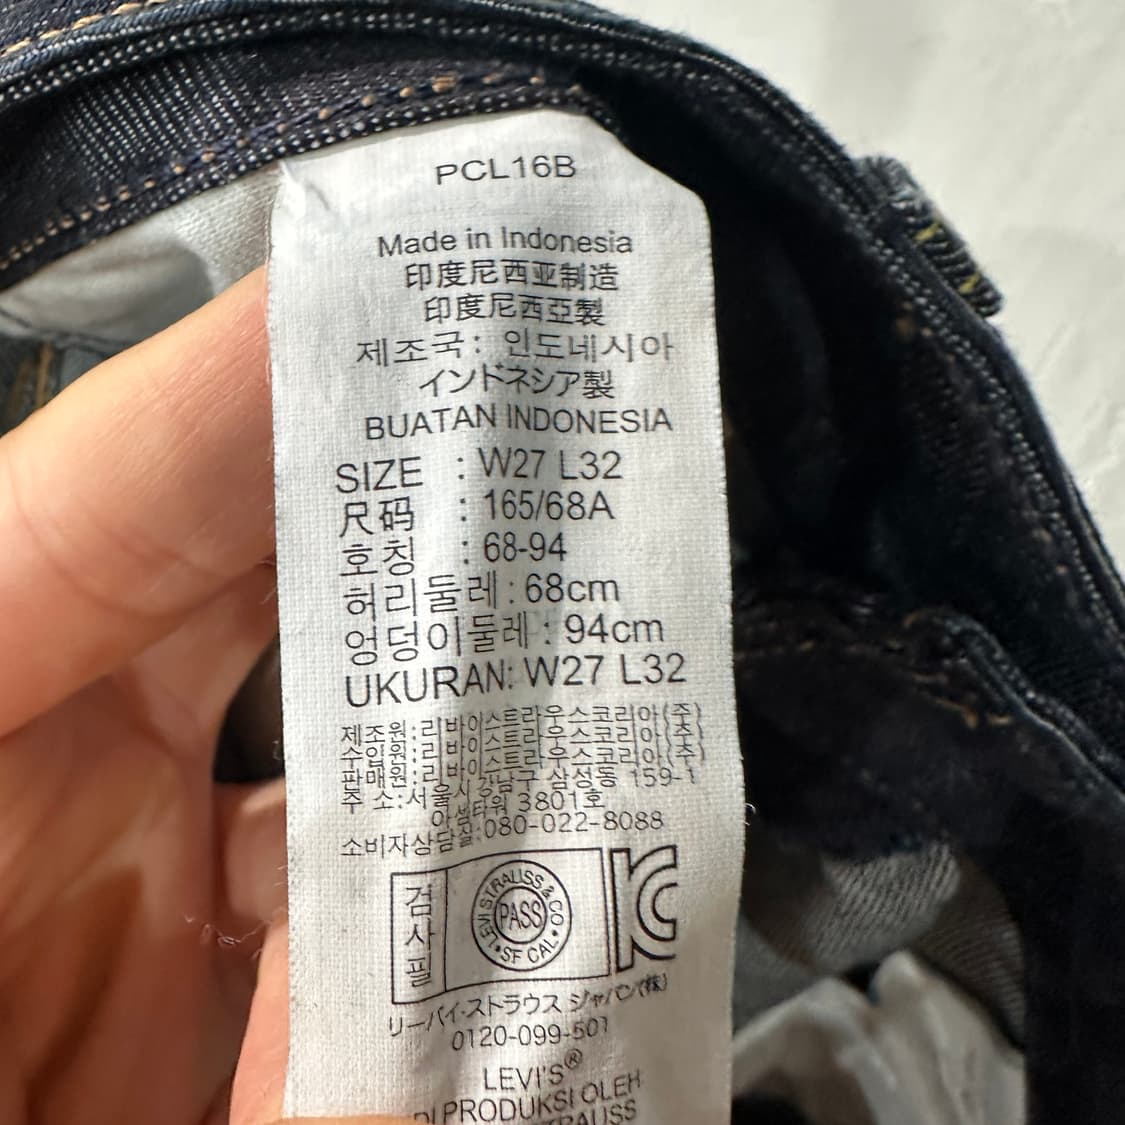 PCL16B
Made in Indonesia
印度尼西亚制造
印度尼西亞製
제조국: 인도네시아
インドネシア製
BUATAN INDONESIA
SIZE : W27 L32
尺码 : 165/68A
호칭 : 68-94
허리둘레 : 68cm
엉덩이둘레 : 94cm
UKURAN: W27 L32
제조원:리바이스트라우스코리아(주)
수입원:리바이스트라우스코리아(주)
판매원:리바이스트라우스코리아(주)
주 소:서울시 강남구 삼성동 159-1
아셈타워 3801호
소비자상담실:080-022-8088
검사필
LEVI STRAUSS & CO
PASS
• SF CAL •
KC
リーバイ・ストラウス ジャパン(株)
0120-099-501
LEVI'S®
DI PRODUKSI OLEH
STRAUSS